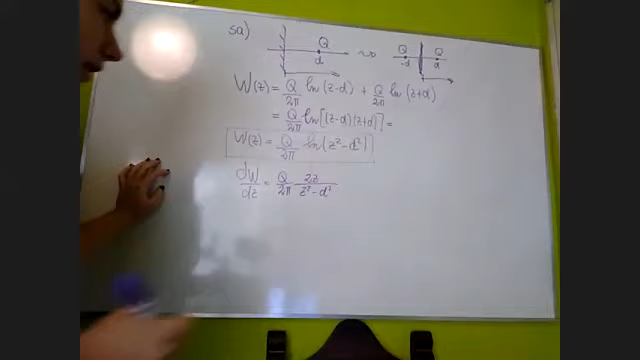 5a)
Q
d
~>
Q
-d
Q
d
W(z) = Q/2π ln(z-d) + Q/2π ln(z+d)
= Q/2π ln[(z-d)(z+d)] =
W(z) = Q/2π ln(z²-d²)
dW/dz = Q/2π 2z/z²-d²